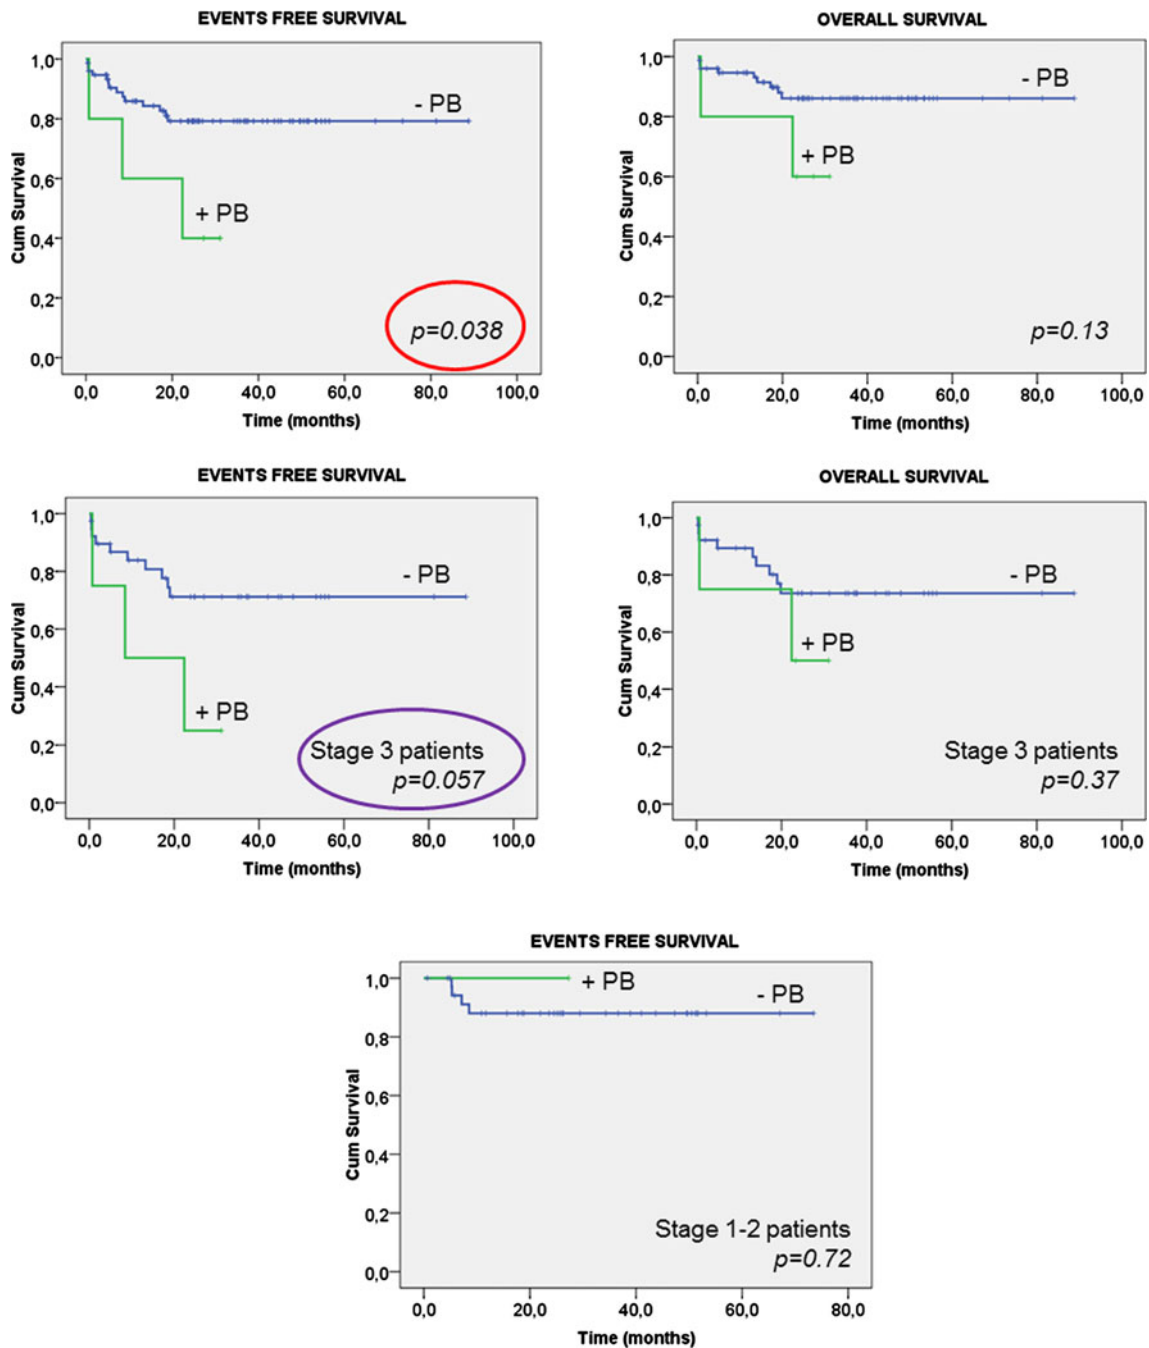 EVENTS FREE SURVIVAL
Cum Survival
1,0
0,8
0,6
0,4
0,2
0,0
- PB
+ PB
p=0.038
0,0 20,0 40,0 60,0 80,0 100,0
Time (months)
OVERALL SURVIVAL
Cum Survival
1,0
0,8
0,6
0,4
0,2
0,0
- PB
+ PB
p=0.13
0,0 20,0 40,0 60,0 80,0 100,0
Time (months)
EVENTS FREE SURVIVAL
Cum Survival
1,0
0,8
0,6
0,4
0,2
0,0
- PB
+ PB
Stage 3 patients
p=0.057
0,0 20,0 40,0 60,0 80,0 100,0
Time (months)
OVERALL SURVIVAL
Cum Survival
1,0
0,8
0,6
0,4
0,2
0,0
- PB
+ PB
Stage 3 patients
p=0.37
0,0 20,0 40,0 60,0 80,0 100,0
Time (months)
EVENTS FREE SURVIVAL
Cum Survival
1,0
0,8
0,6
0,4
0,2
0,0
+ PB
- PB
Stage 1-2 patients
p=0.72
0,0 20,0 40,0 60,0 80,0
Time (months)